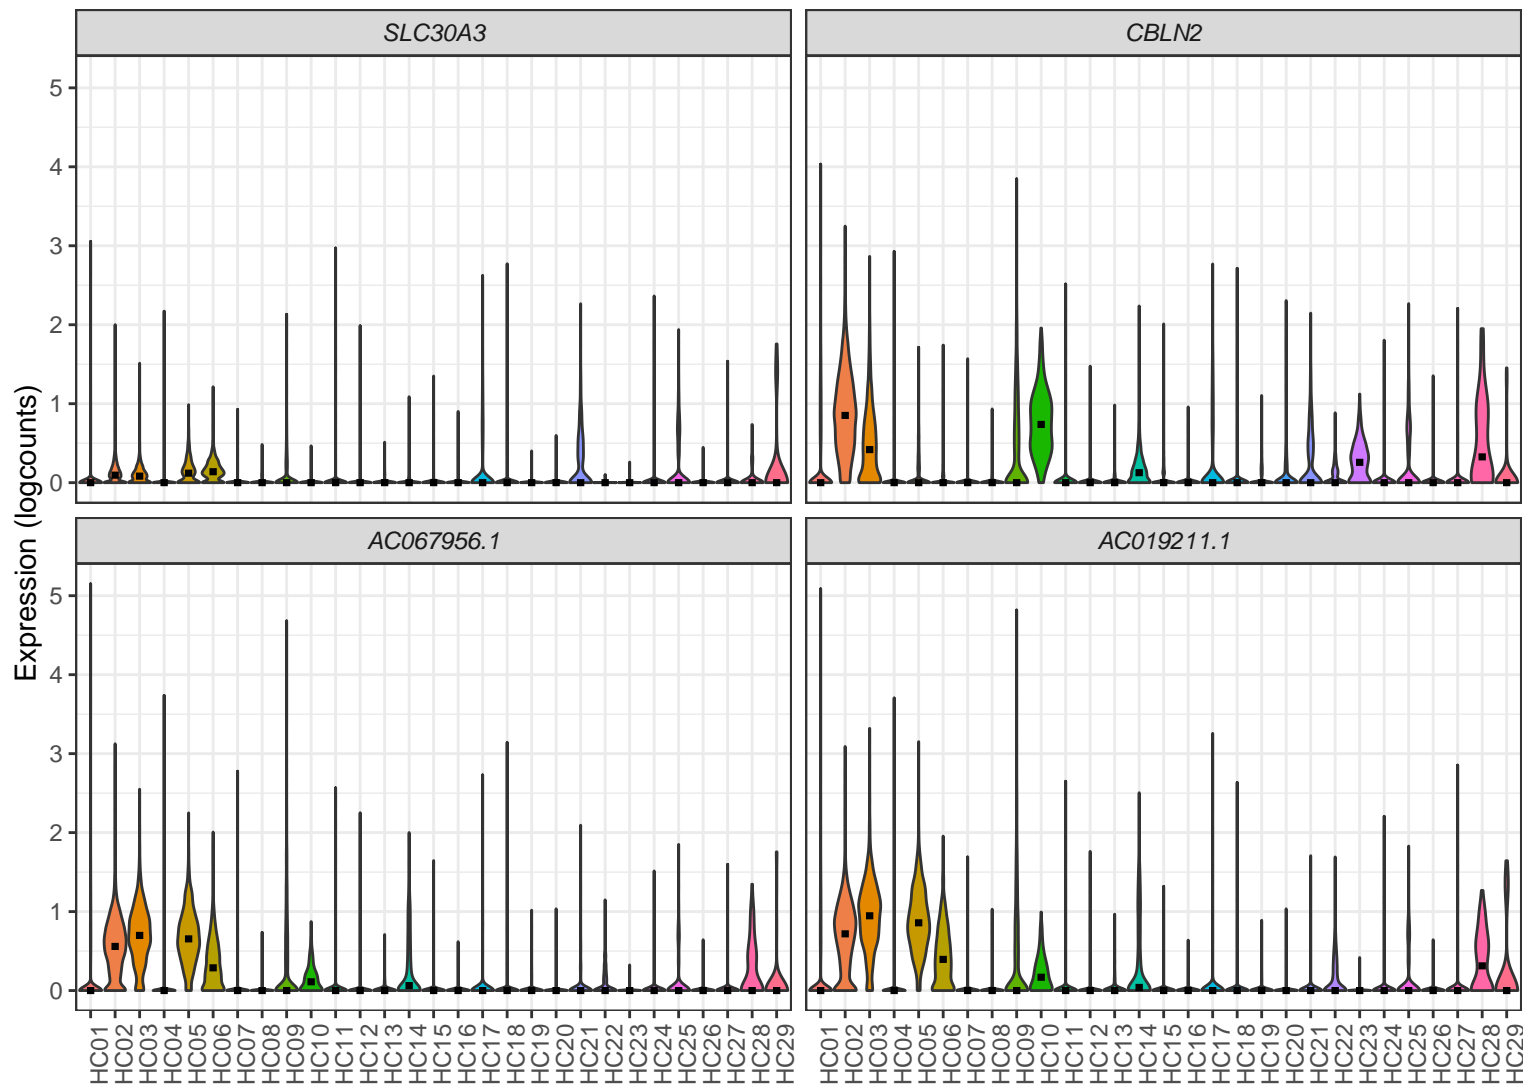 SLC30A3
CBLN2
5
4
3
2
1
0
AC067956.1
AC019211.1
5
4
3
2
1
0
Expression (logcounts)
HC01
HC02
HC03
HC04
HC05
HC06
HC07
HC08
HC09
HC10
HC11
HC12
HC13
HC14
HC15
HC16
HC17
HC18
HC19
HC20
HC21
HC22
HC23
HC24
HC25
HC26
HC27
HC28
HC29
HC01
HC02
HC03
HC04
HC05
HC06
HC07
HC08
HC09
HC10
HC11
HC12
HC13
HC14
HC15
HC16
HC17
HC18
HC19
HC20
HC21
HC22
HC23
HC24
HC25
HC26
HC27
HC28
HC29